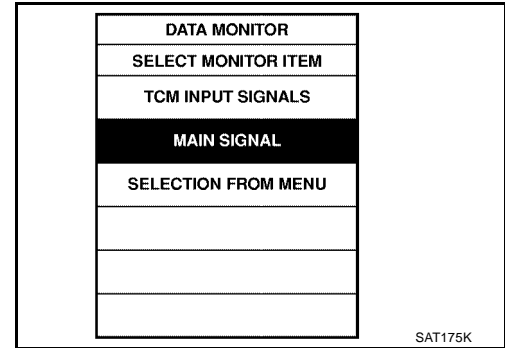 DATA MONITOR
SELECT MONITOR ITEM
TCM INPUT SIGNALS
MAIN SIGNAL
SELECTION FROM MENU
SAT175K